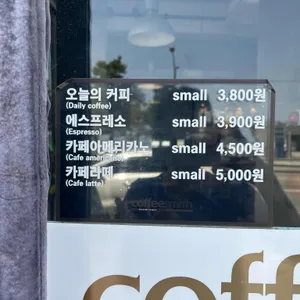 오늘의 커피 small 3,800원
(Daily coffee)
에스프레소 small 3,900원
(Espresso)
카페아메리카노 small 4,500원
(Cafe americano)
카페라떼 small 5,000원
(Cafe latte)
coffeesmith
coff